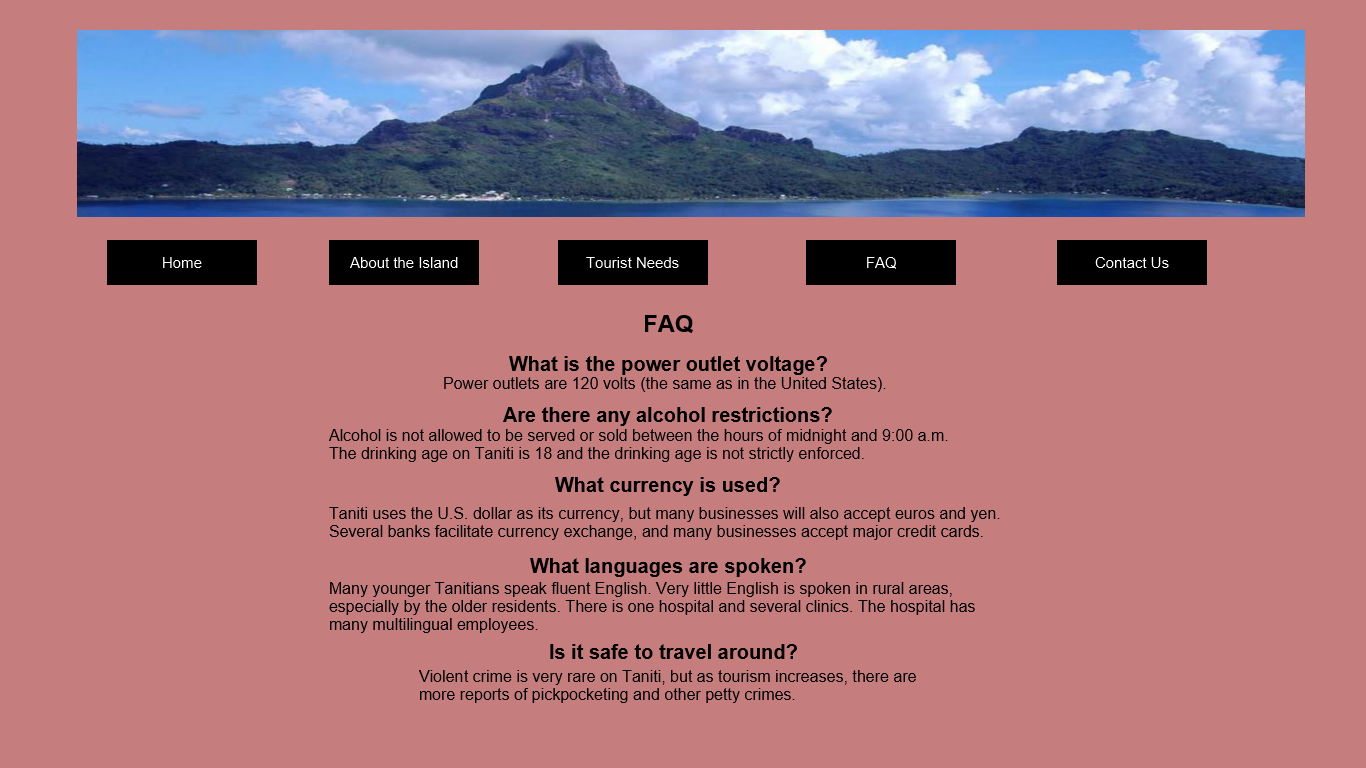 Home
About the Island
Tourist Needs
FAQ
Contact Us
FAQ
What is the power outlet voltage?
Power outlets are 120 volts (the same as in the United States).
Are there any alcohol restrictions?
Alcohol is not allowed to be served or sold between the hours of midnight and 9:00 a.m.
The drinking age on Taniti is 18 and the drinking age is not strictly enforced.
What currency is used?
Taniti uses the U.S. dollar as its currency, but many businesses will also accept euros and yen.
Several banks facilitate currency exchange, and many businesses accept major credit cards.
What languages are spoken?
Many younger Tanitians speak fluent English. Very little English is spoken in rural areas,
especially by the older residents. There is one hospital and several clinics. The hospital has
many multilingual employees.
Is it safe to travel around?
Violent crime is very rare on Taniti, but as tourism increases, there are
more reports of pickpocketing and other petty crimes.